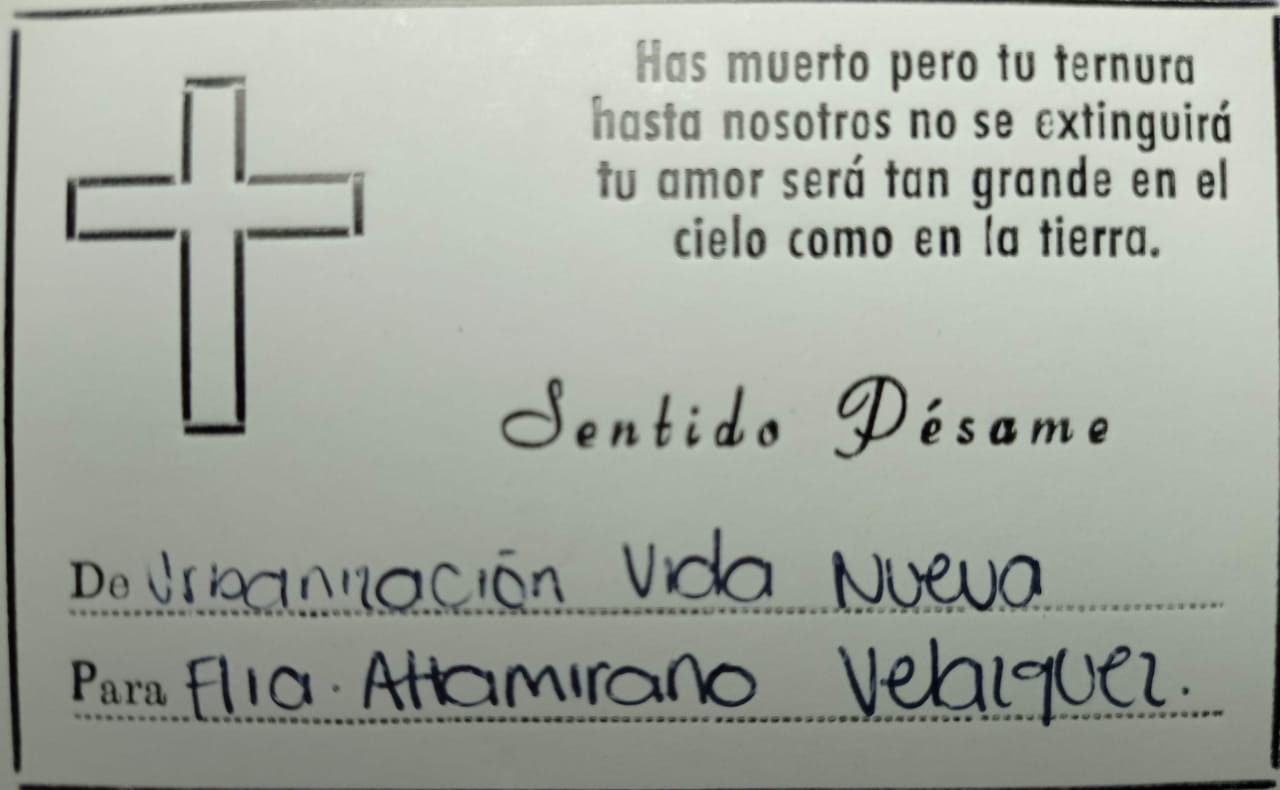 Has muerto pero tu ternura
hasta nosotros no se extinguirá
tu amor será tan grande en el
cielo como en la tierra.
Sentido Pésame
De Urbanización Vida Nueva
Para Flia. Altamirano Velazquez.